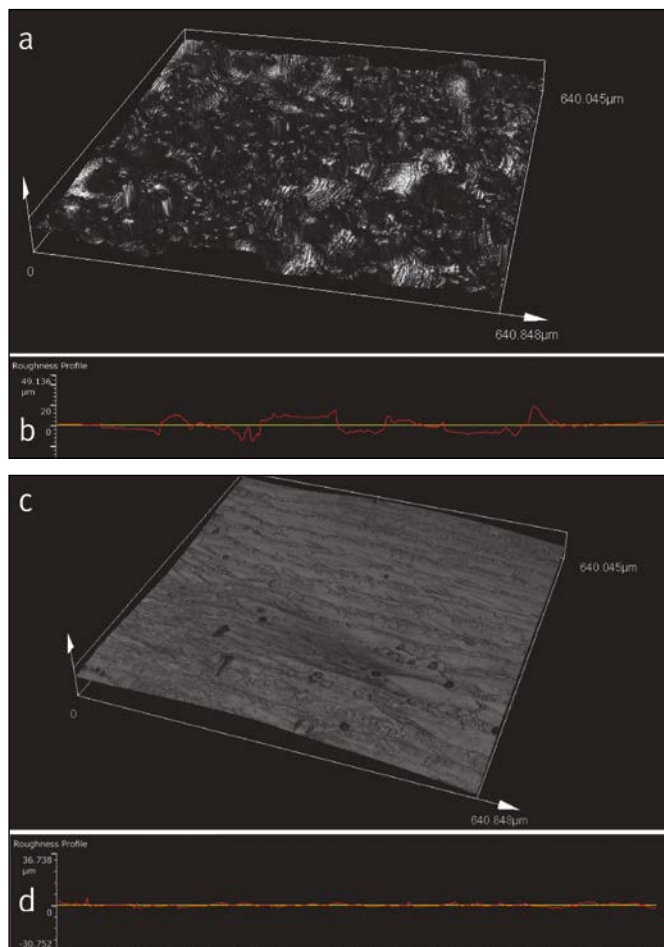 a
640.045µm
0
640.848µm
Roughness Profile
49.136
µm
20
0
b
c
640.045µm
0
640.848µm
Roughness Profile
36.738
µm
0
-30.752
d